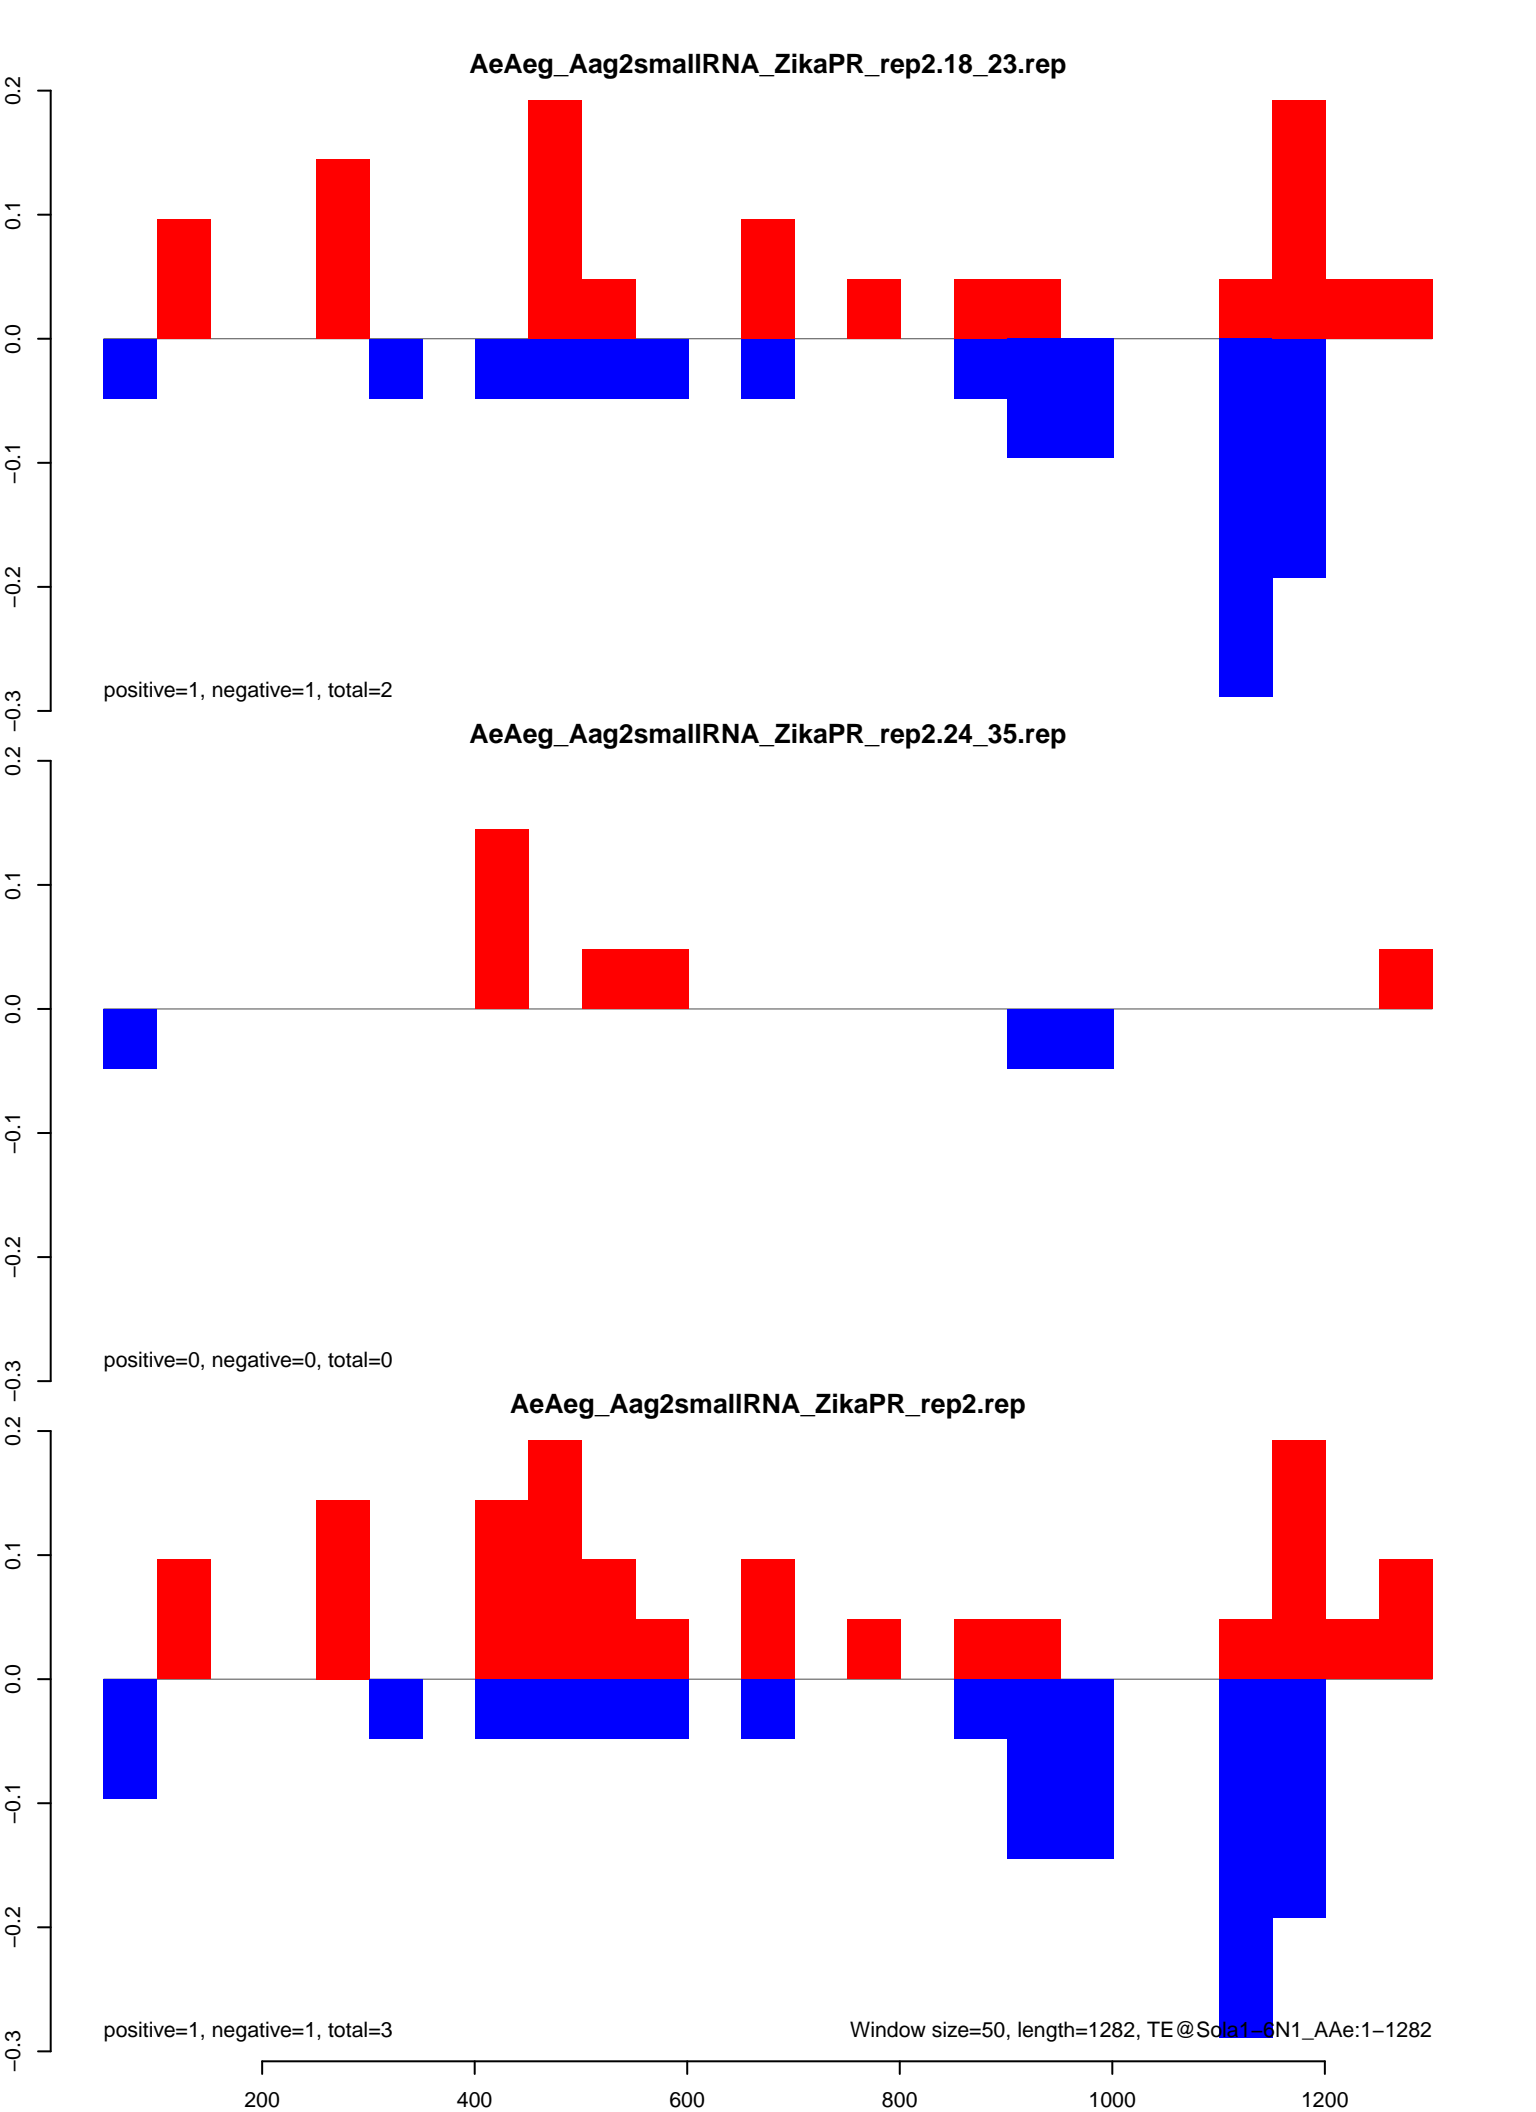 AeAeg_Aag2smallRNA_ZikaPR_rep2.18_23.rep
0.2
0.1
0.0
−0.1
−0.2
−0.3
positive=1, negative=1, total=2
AeAeg_Aag2smallRNA_ZikaPR_rep2.24_35.rep
0.2
0.1
0.0
−0.1
−0.2
−0.3
positive=0, negative=0, total=0
AeAeg_Aag2smallRNA_ZikaPR_rep2.rep
0.2
0.1
0.0
−0.1
−0.2
−0.3
positive=1, negative=1, total=3
Window size=50, length=1282, TE@Sola1−6N1_AAe:1−1282
200 400 600 800 1000 1200